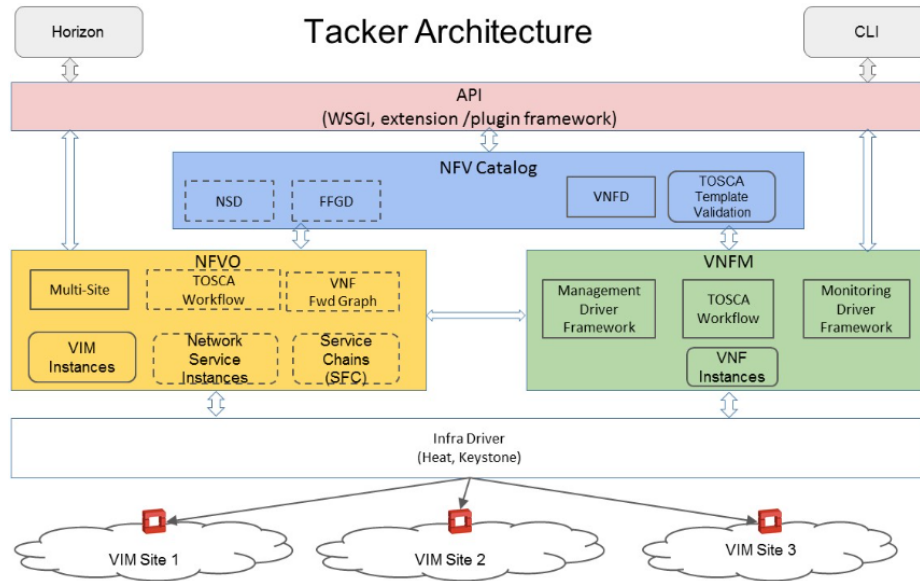 Horizon
Tacker Architecture
CLI
API
(WSGI, extension /plugin framework)
NFV Catalog
NSD
FFGD
VNFD
TOSCA
Template
Validation
NFVO
Multi-Site
TOSCA
Workflow
VNF
Fwd Graph
VIM
Instances
Network
Service
Instances
Service
Chains
(SFC)
VNFM
Management
Driver
Framework
TOSCA
Workflow
Monitoring
Driver
Framework
VNF
Instances
Infra Driver
(Heat, Keystone)
VIM Site 1
VIM Site 2
VIM Site 3